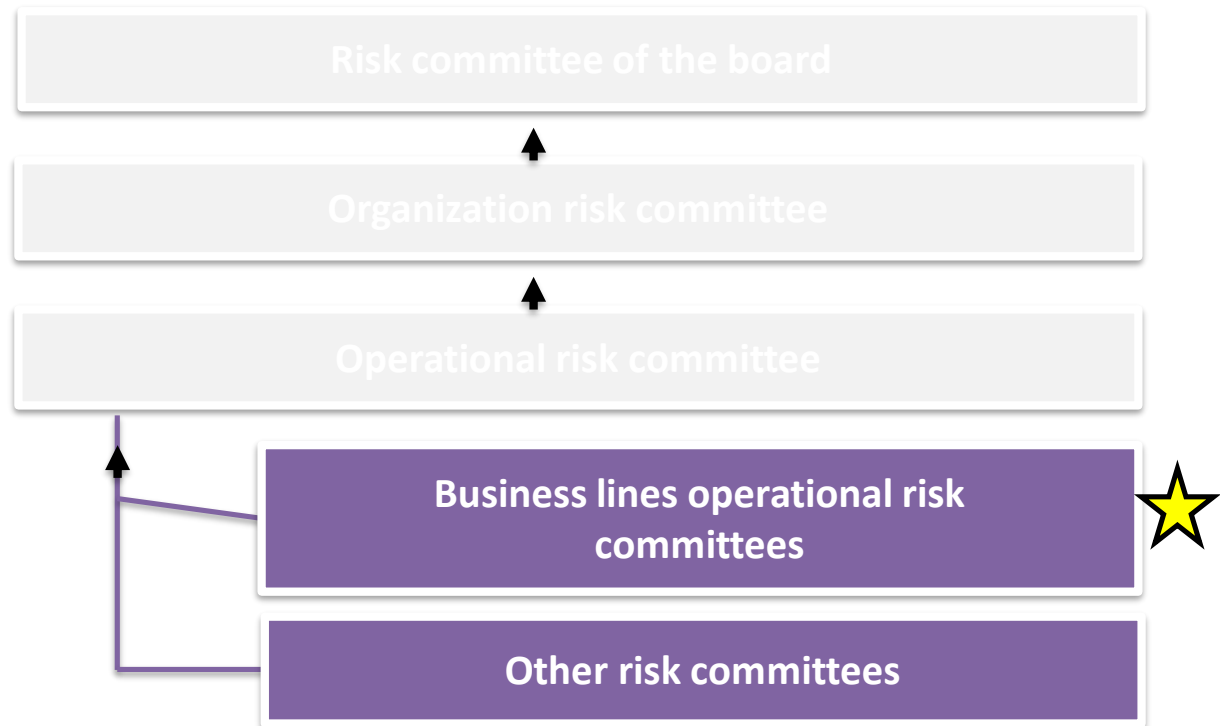 Risk committee of the board
Organization risk committee
Operational risk committee
Business lines operational risk
committees
Other risk committees